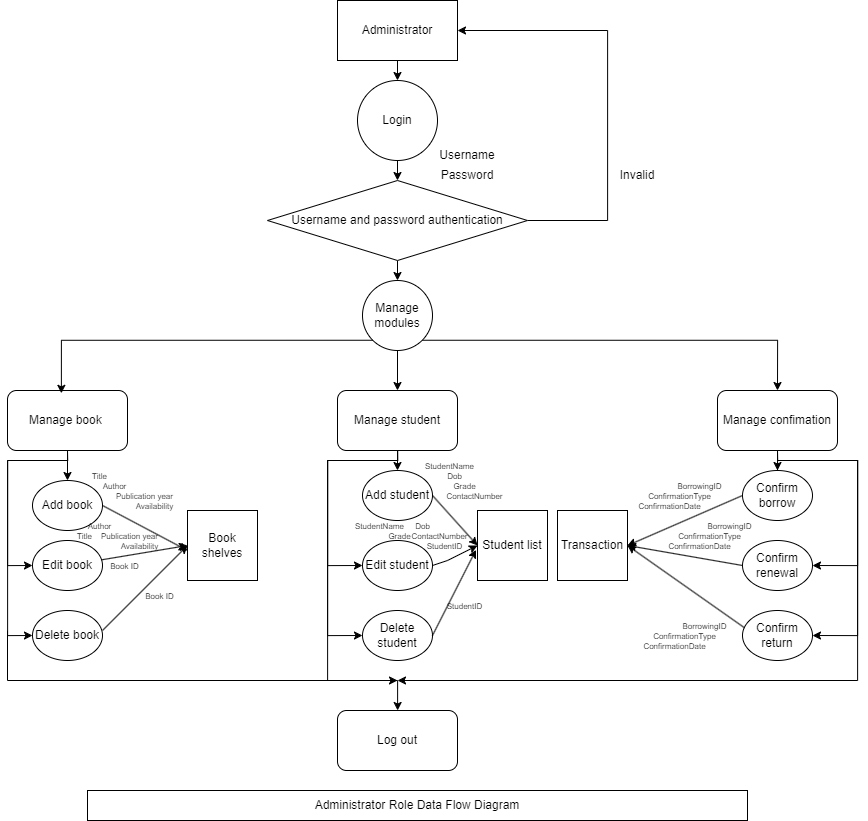 Administrator
Login
Username
Password
Invalid
Username and password authentication
Manage
modules
Manage book
Manage student
Manage confimation
Add book
Title
Author
Publication year
Availability
Edit book
Author
Title Publication year
Availability
Book ID
Delete book
Book ID
Book
shelves
Add student
StudentName
Dob
Grade
ContactNumber
Edit student
StudentName Dob
Grade ContactNumber
StudentID
Delete
student
StudentID
Student list
Transaction
BorrowingID
ConfirmationType
ConfirmationDate
Confirm
borrow
BorrowingID
ConfirmationType
ConfirmationDate
Confirm
renewal
BorrowingID
ConfirmationType
ConfirmationDate
Confirm
return
Log out
Administrator Role Data Flow Diagram